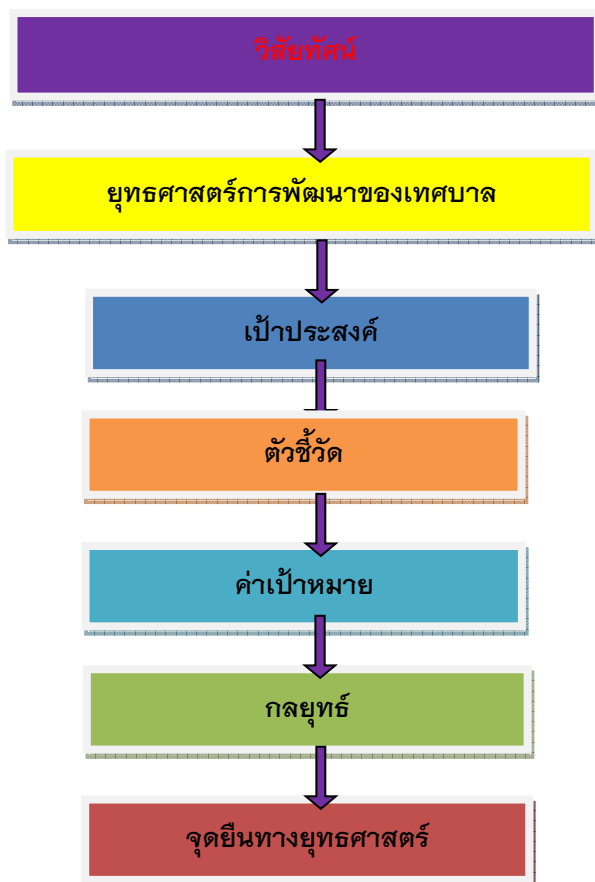 วิสัยทัศน์
ยุทธศาสตร์การพัฒนาของเทศบาล
เป้าประสงค์
ตัวชี้วัด
ค่าเป้าหมาย
กลยุทธ์
จุดยืนทางยุทธศาสตร์